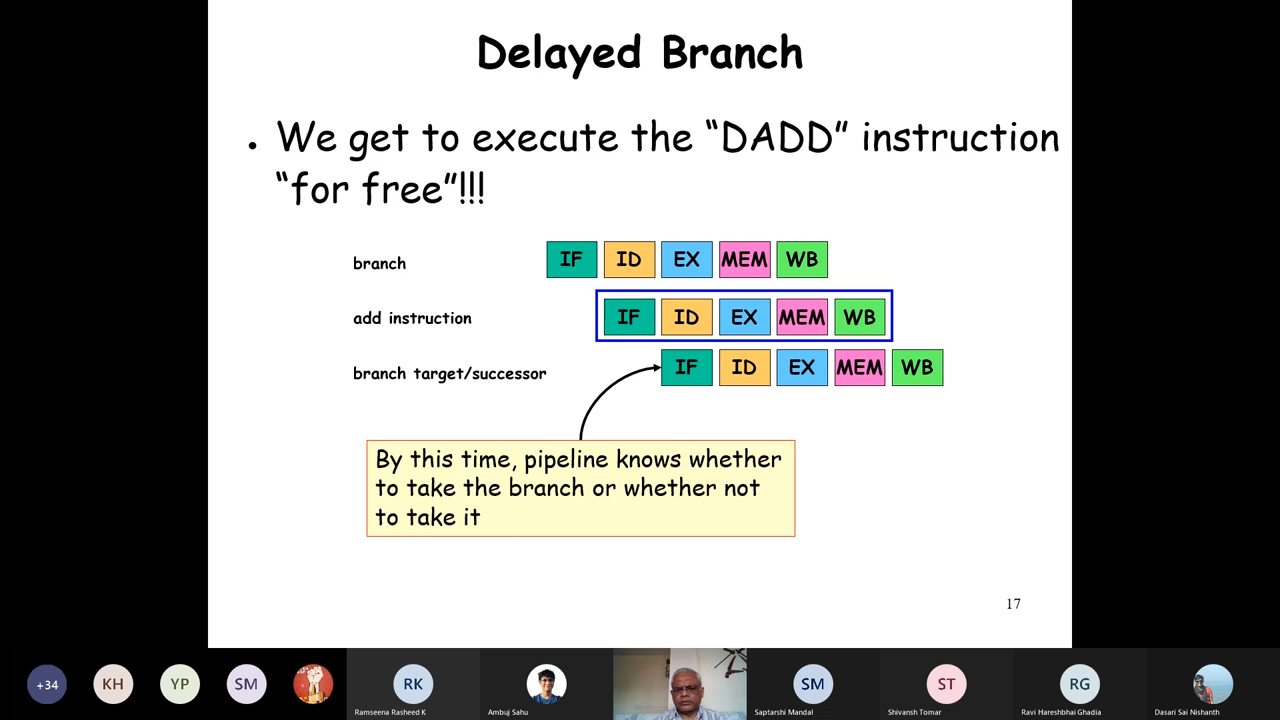 Delayed Branch
• We get to execute the “DADD” instruction
“for free”!!!
branch IF ID EX MEM WB
add instruction IF ID EX MEM WB
branch target/successor IF ID EX MEM WB
By this time, pipeline knows whether
to take the branch or whether not
to take it
17
+34 KH YP SM RK SM ST RG
Ramseena Rasheed K Ambuj Sahu Saptarshi Mandal Shivansh Tomar Ravi Hareshbhai Ghadia Dasari Sai Nishanth